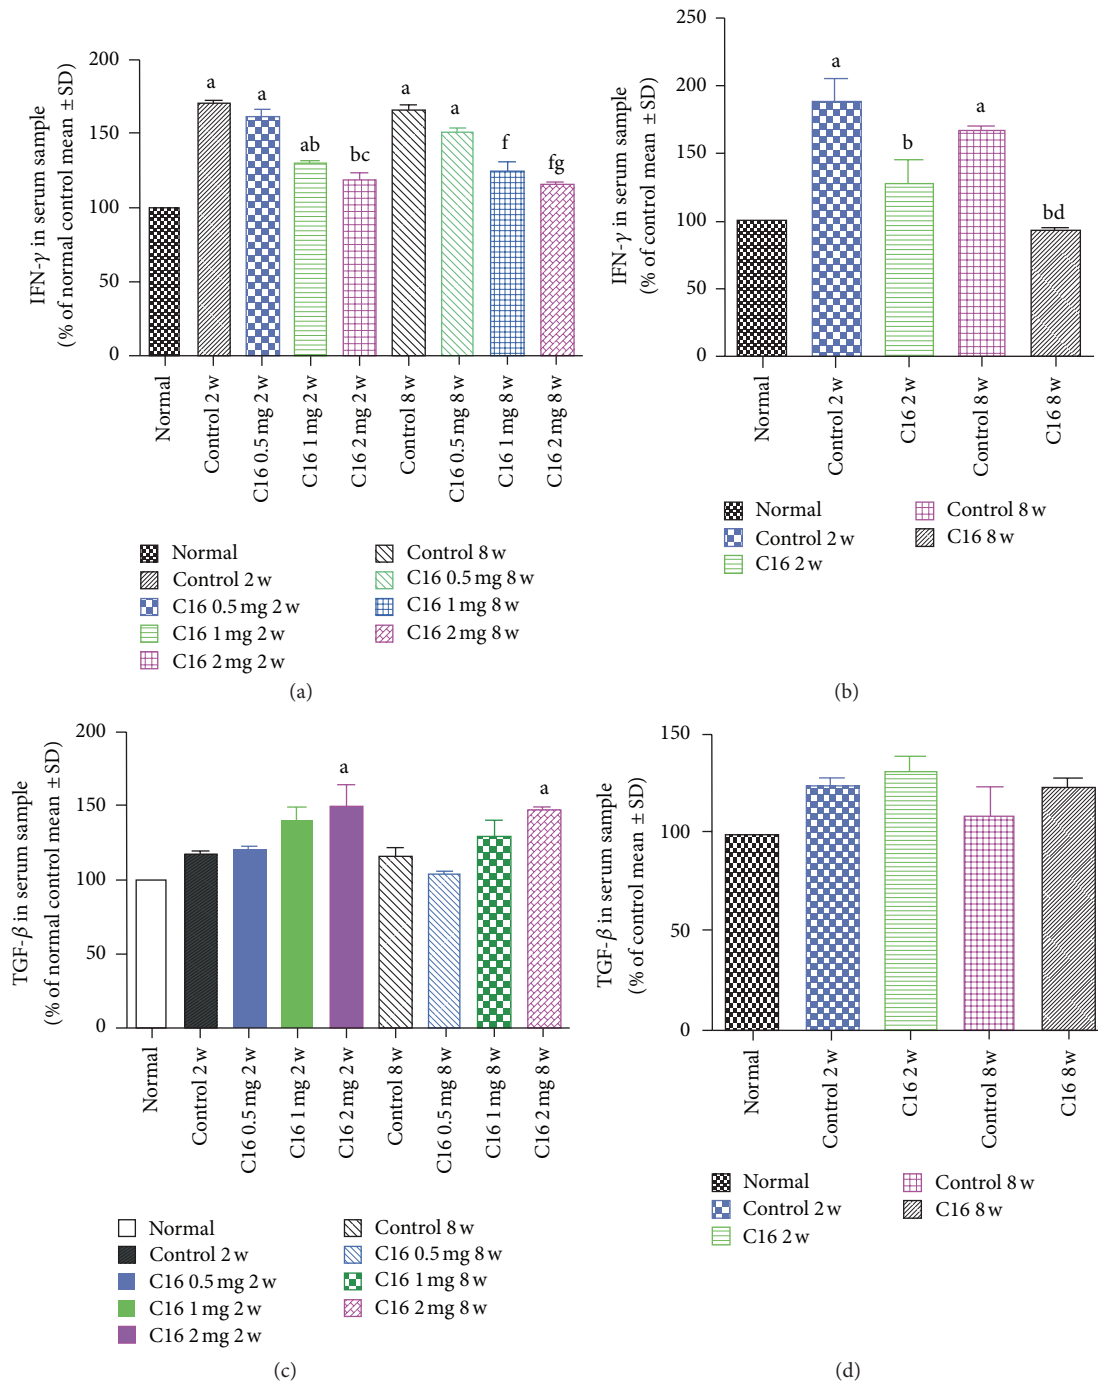 IFN-γ in serum sample
(% of normal control mean ± SD)
200
150
100
50
0
a
a
ab
bc
a
a
f
fg
Normal
Control 2 w
C16 0.5 mg 2 w
C16 1 mg 2 w
C16 2 mg 2 w
Control 8 w
C16 0.5 mg 8 w
C16 1 mg 8 w
C16 2 mg 8 w
Normal
Control 2 w
C16 0.5 mg 2 w
C16 1 mg 2 w
C16 2 mg 2 w
Control 8 w
C16 0.5 mg 8 w
C16 1 mg 8 w
C16 2 mg 8 w
(a)
IFN-γ in serum sample
(% of control mean ± SD)
250
200
150
100
50
0
a
b
a
bd
Normal
Control 2 w
C16 2 w
Control 8 w
C16 8 w
Normal
Control 2 w
C16 2 w
Control 8 w
C16 8 w
(b)
TGF-β in serum sample
(% of normal control mean ± SD)
200
150
100
50
0
a
a
Normal
Control 2 w
C16 0.5 mg 2 w
C16 1 mg 2 w
C16 2 mg 2 w
Control 8 w
C16 0.5 mg 8 w
C16 1 mg 8 w
C16 2 mg 8 w
Normal
Control 2 w
C16 0.5 mg 2 w
C16 1 mg 2 w
C16 2 mg 2 w
Control 8 w
C16 0.5 mg 8 w
C16 1 mg 8 w
C16 2 mg 8 w
(c)
TGF-β in serum sample
(% of control mean ± SD)
150
100
50
0
Normal
Control 2 w
C16 2 w
Control 8 w
C16 8 w
Normal
Control 2 w
C16 2 w
Control 8 w
C16 8 w
(d)